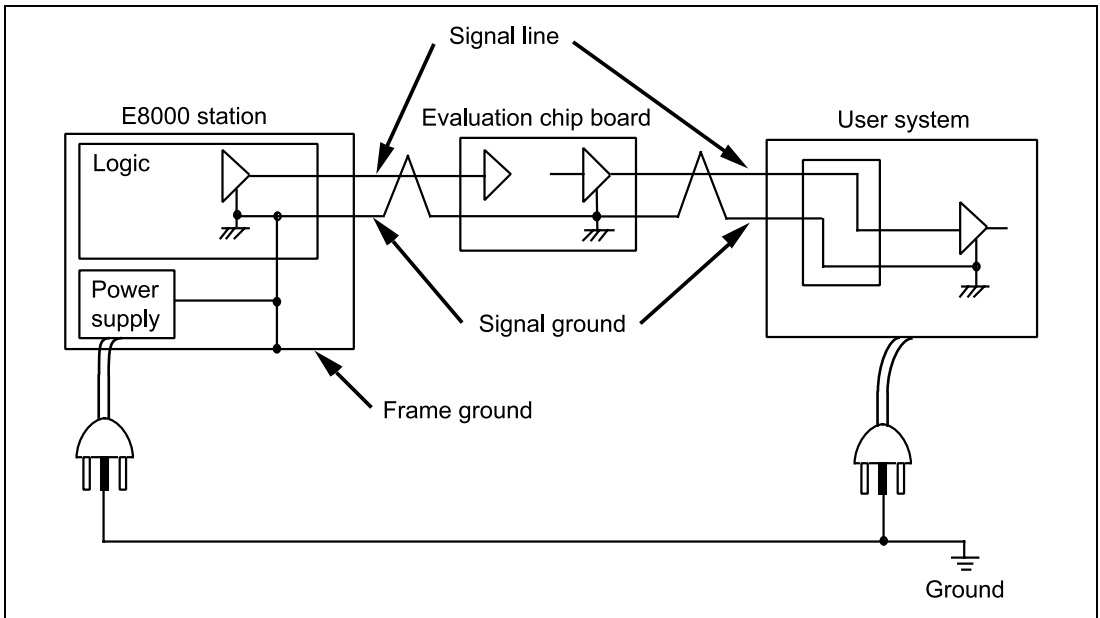 Signal line
E8000 station
Evaluation chip board
User system
Logic
Power
supply
Signal ground
Frame ground
Ground